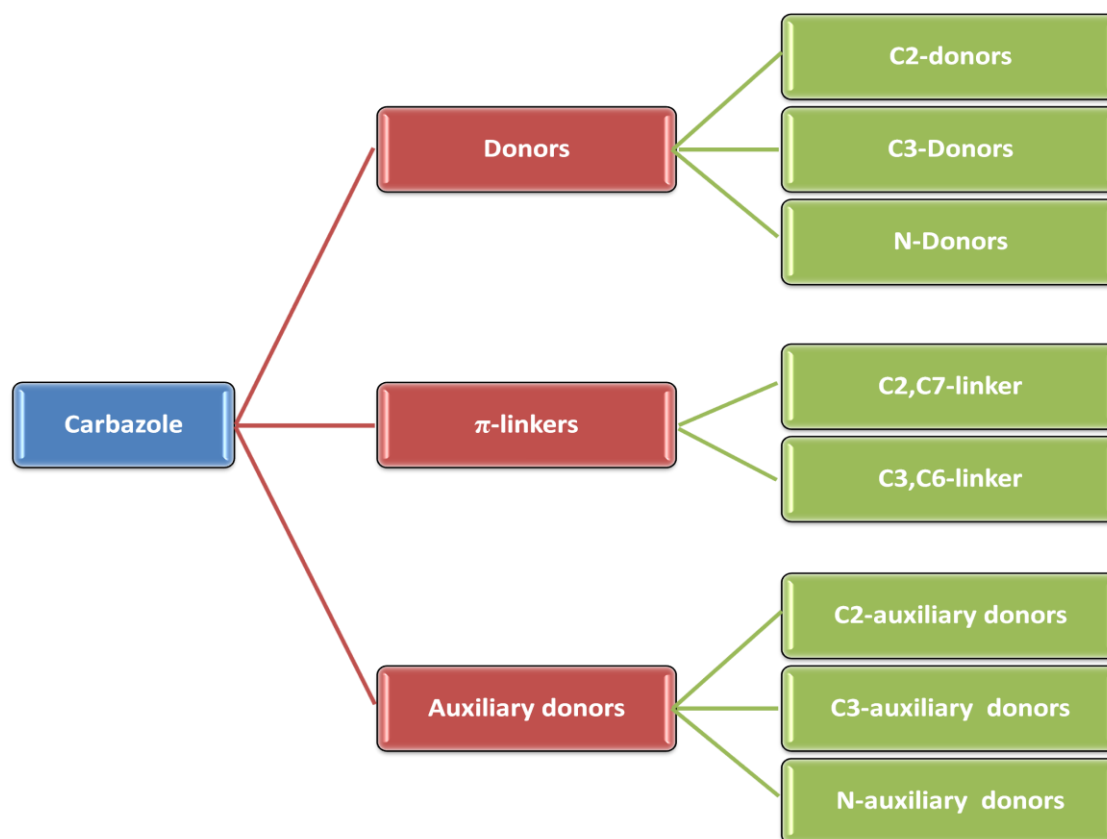 Carbazole
Donors
C2-donors
C3-Donors
N-Donors
π-linkers
C2,C7-linker
C3,C6-linker
Auxiliary donors
C2-auxiliary donors
C3-auxiliary donors
N-auxiliary donors